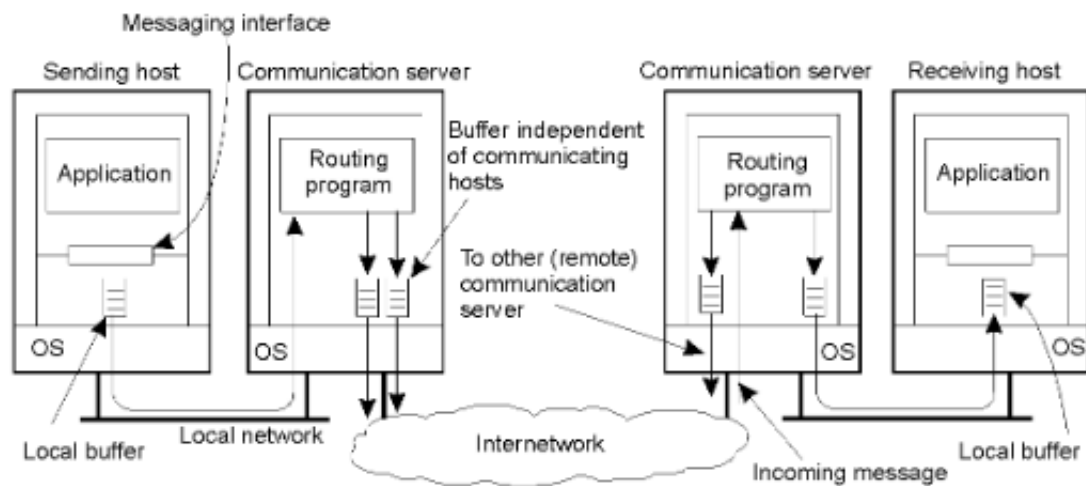 Messaging interface
Sending host
Communication server
Communication server
Receiving host
Application
Routing
program
Buffer independent
of communicating
hosts
Routing
program
Application
To other (remote)
communication
server
OS
OS
OS
OS
Local buffer
Local network
Internetwork
Incoming message
Local buffer